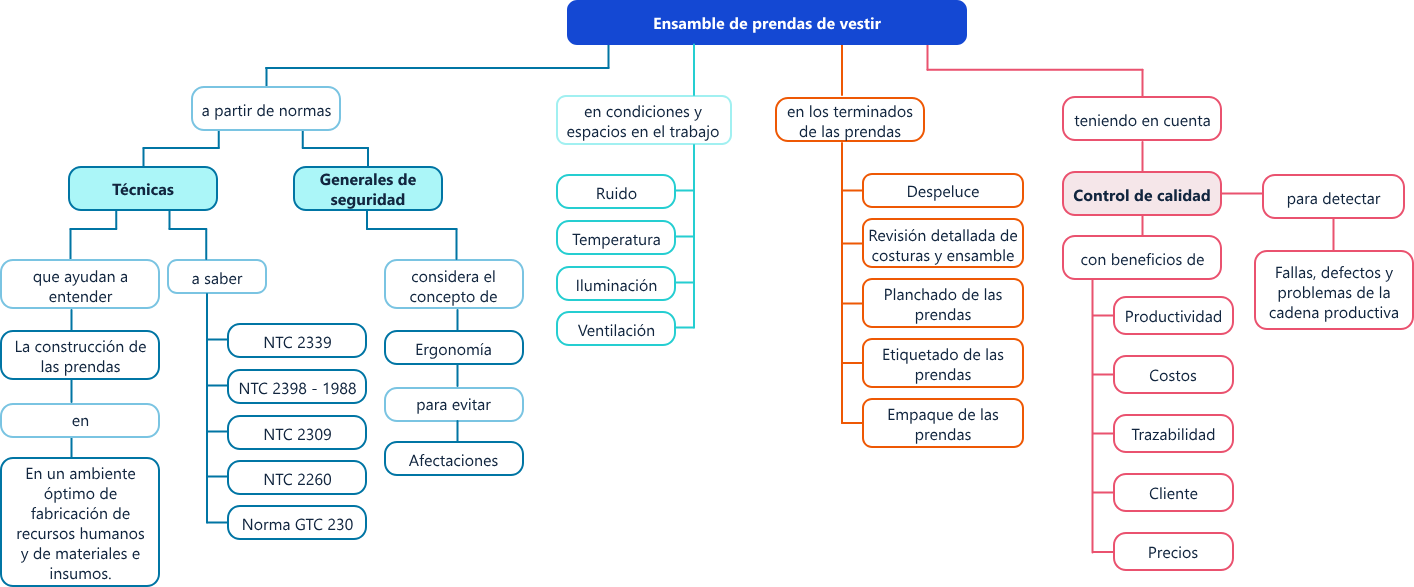 Ensamble de prendas de vestir
a partir de normas
Técnicas
que ayudan a
entender
La construcción de
las prendas
en
En un ambiente
óptimo de
fabricación de
recursos humanos
y de materiales e
insumos.
a saber
NTC 2339
NTC 2398 - 1988
NTC 2309
NTC 2260
Norma GTC 230
Generales de
seguridad
considera el
concepto de
Ergonomía
para evitar
Afectaciones
en condiciones y
espacios en el trabajo
Ruido
Temperatura
Iluminación
Ventilación
en los terminados
de las prendas
Despeluce
Revisión detallada de
costuras y ensamble
Planchado de las
prendas
Etiquetado de las
prendas
Empaque de las
prendas
teniendo en cuenta
Control de calidad
con beneficios de
Productividad
Costos
Trazabilidad
Cliente
Precios
para detectar
Fallas, defectos y
problemas de la
cadena productiva